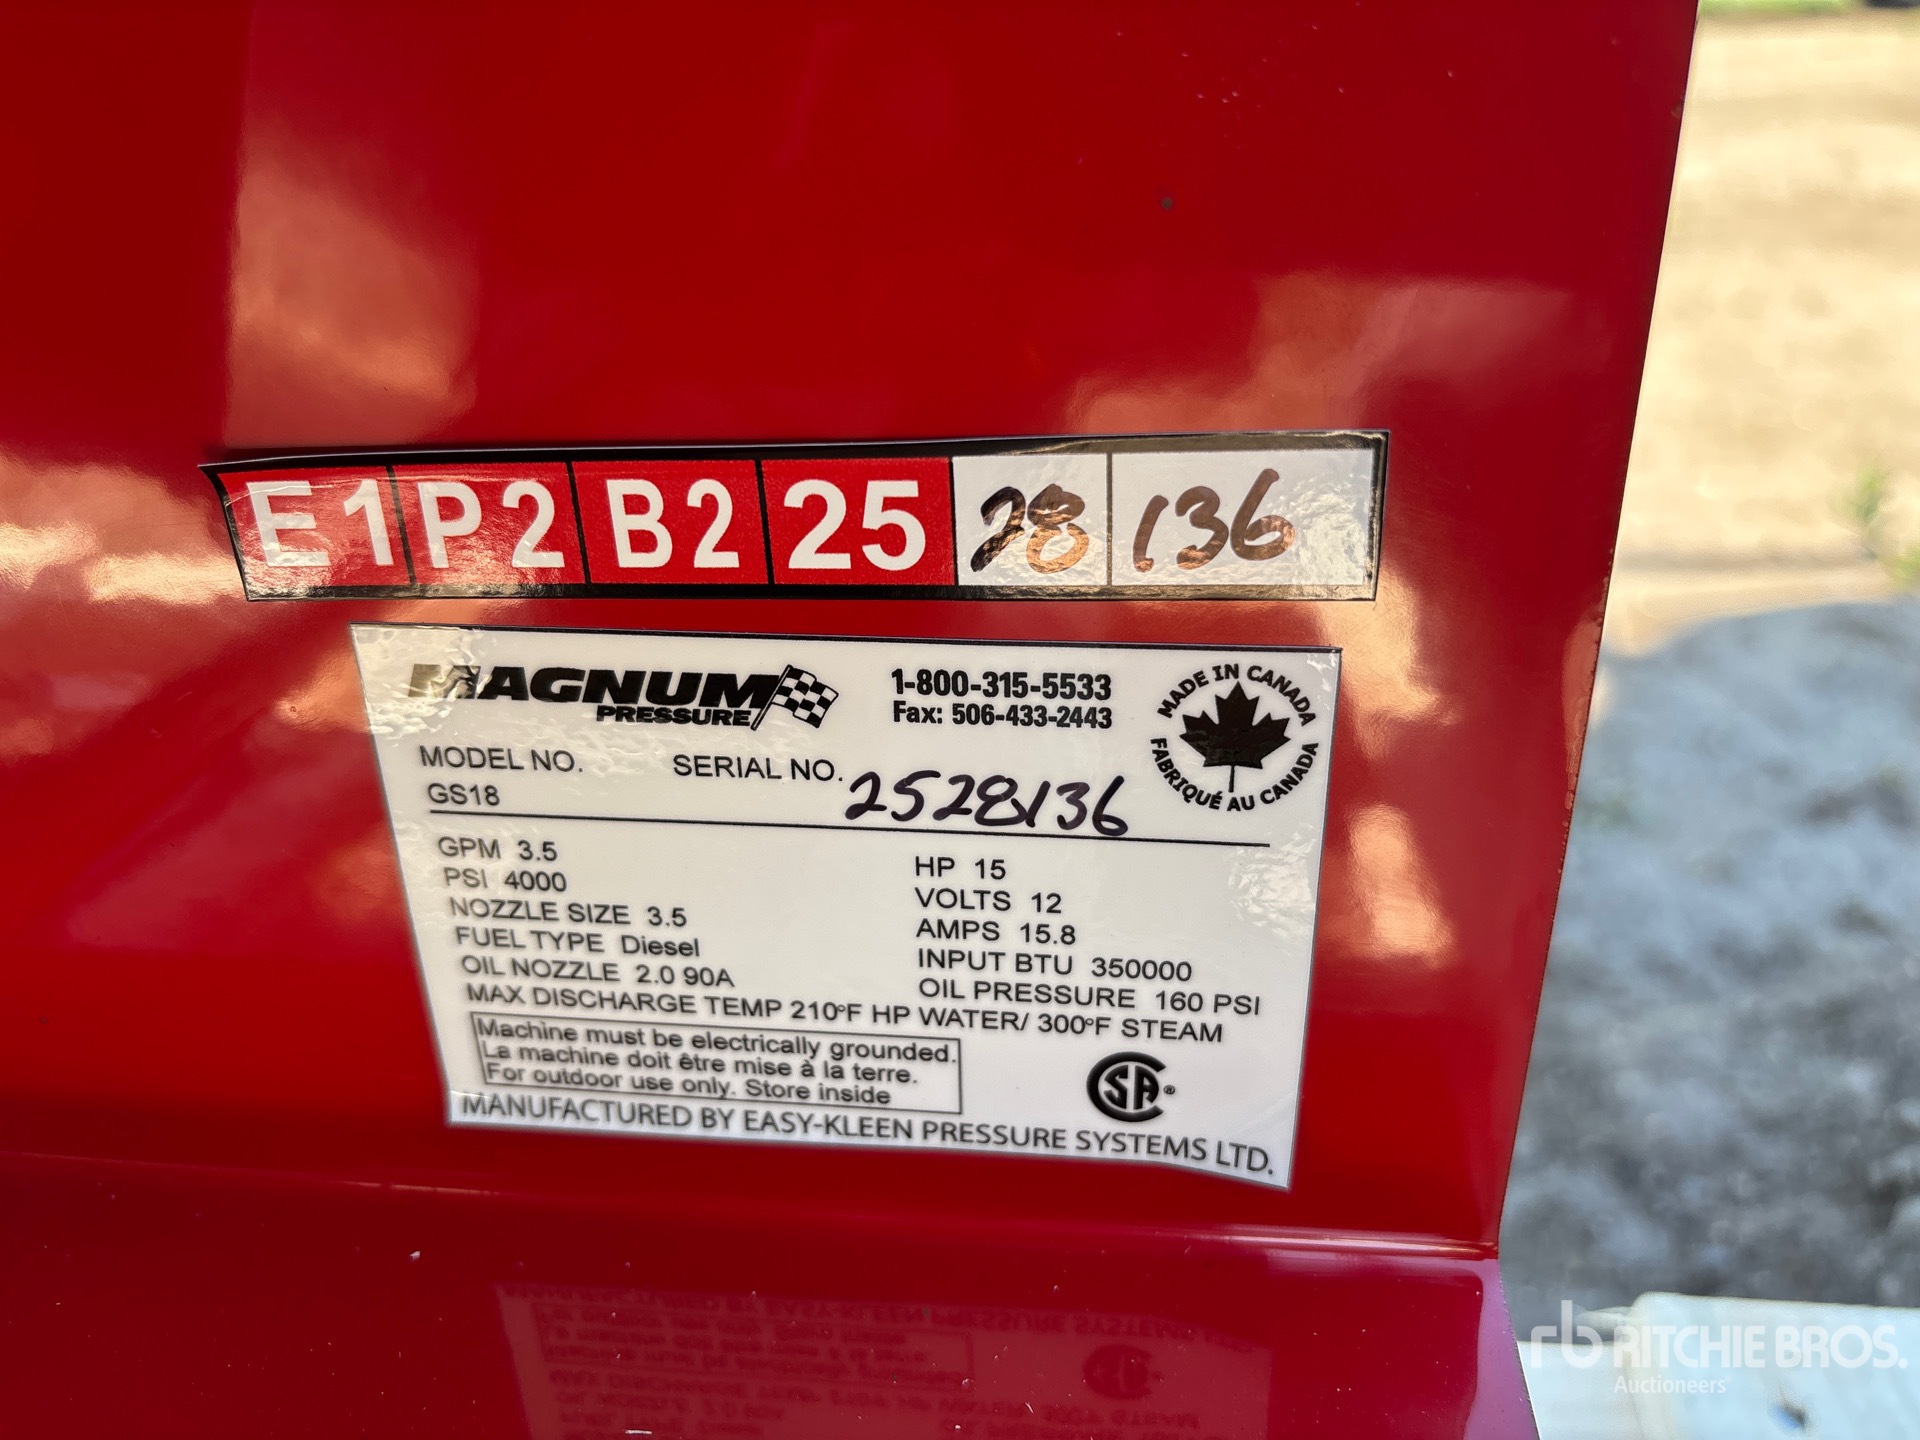 E1 P2 B2 25 28 136
MAGNUM
PRESSURE
1-800-315-5533
Fax: 506-433-2443
MADE IN CANADA
FABRIQUÉ AU CANADA
MODEL NO.
GS18
SERIAL NO. 2528136
GPM 3.5
PSI 4000
NOZZLE SIZE 3.5
FUEL TYPE Diesel
OIL NOZZLE 2.0 90A
HP 15
VOLTS 12
AMPS 15.8
INPUT BTU 350000
OIL PRESSURE 160 PSI
MAX DISCHARGE TEMP 210°F HP WATER/ 300°F STEAM
Machine must be electrically grounded.
La machine doit être mise à la terre.
For outdoor use only. Store inside
CSA ®
MANUFACTURED BY EASY-KLEEN PRESSURE SYSTEMS LTD.
rb RITCHIE BROS.
Auctioneers